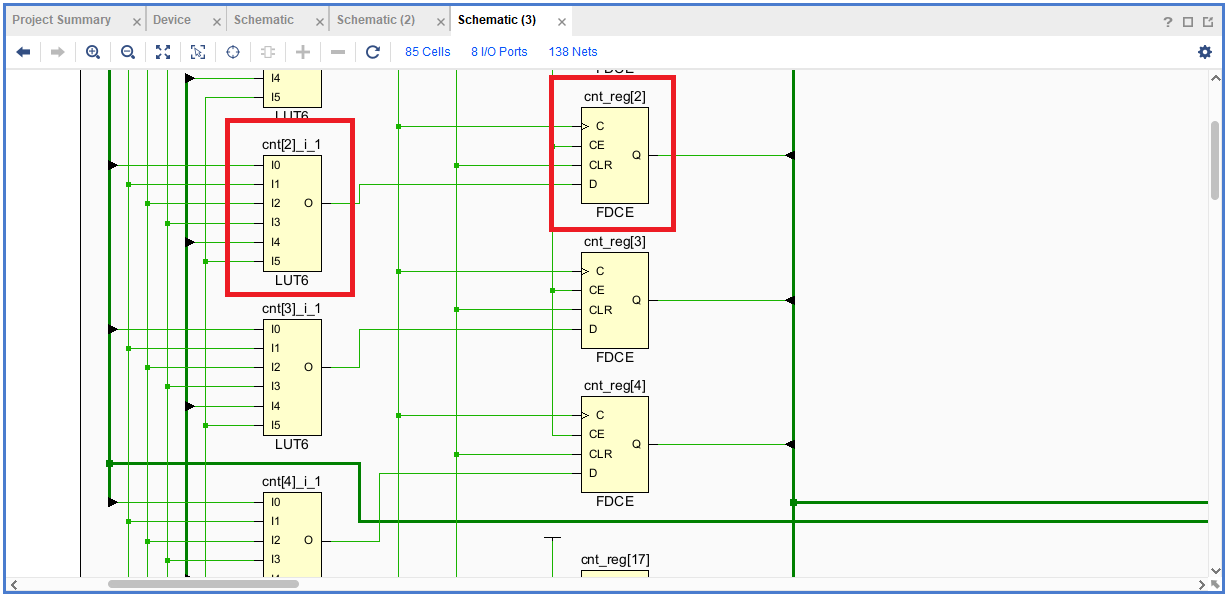 Project Summary
Device
Schematic
Schematic (2)
Schematic (3)
?
85 Cells 8 I/O Ports 138 Nets
I4
I5
LUT6
cnt[2]_i_1
I0
I1
I2
I3
I4
I5
O
LUT6
cnt[3]_i_1
I0
I1
I2
I3
I4
I5
O
LUT6
cnt[4]_i_1
I0
I1
I2
I3
I4
O
FDCE
cnt_reg[2]
C
CE
CLR
D
Q
FDCE
cnt_reg[3]
C
CE
CLR
D
Q
FDCE
cnt_reg[4]
C
CE
CLR
D
Q
FDCE
cnt_reg[17]